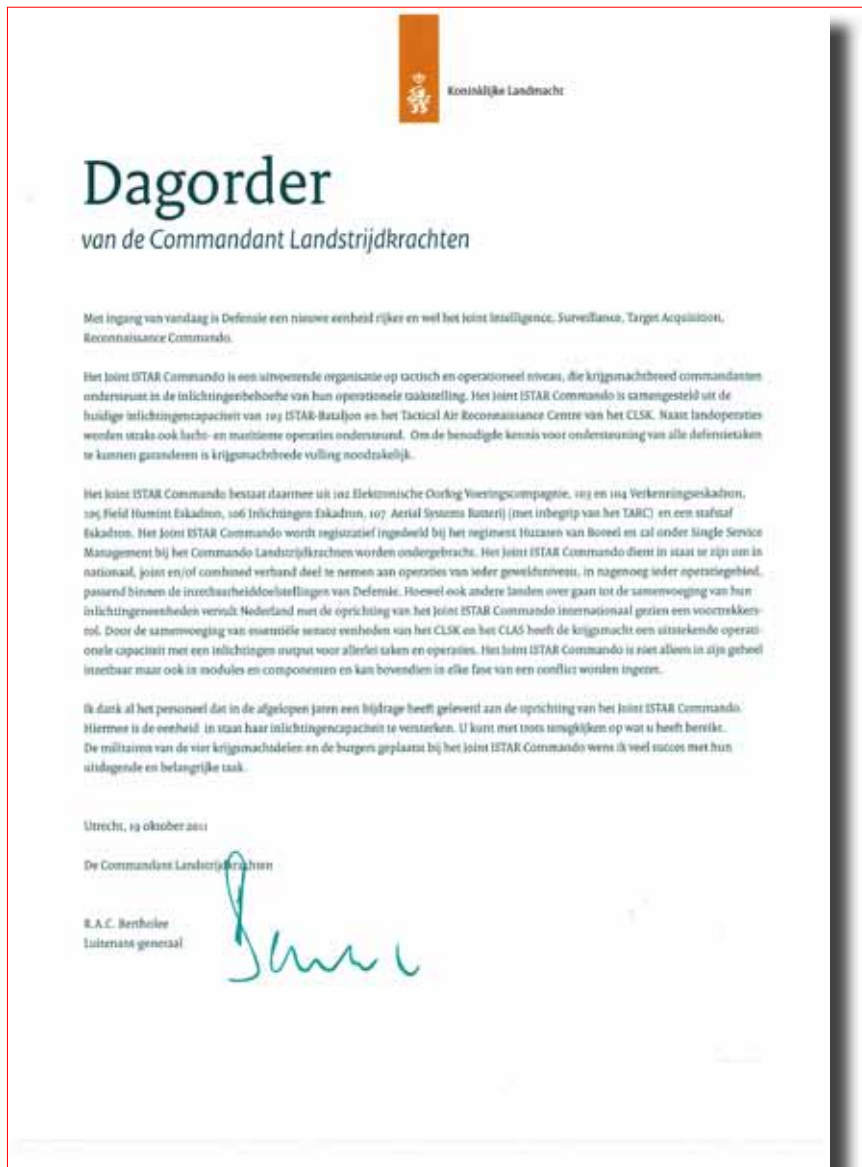 Koninklijke Landmacht
Dagorder
van de Commandant Landstrijdkrachten
Met ingang van vandaag is Defensie een nieuwe eenheid rijker en wel het Joint Intelligence, Surveillance, Target Acquisition,
Reconnaissance Commando.
Het Joint ISTAR Commando is een uitvoerende organisatie op tactisch en operationeel niveau, die krijgsmachtbreed commandanten
ondersteunt in de inlichtingenbehoefte van hun operationele taakstelling. Het Joint ISTAR Commando is samengesteld uit de
huidige inlichtingencapaciteit van 103 ISTAR-Bataljon en het Tactical Air Reconnaissance Centre van het CLSK. Naast landoperaties
worden straks ook lucht- en maritieme operaties ondersteund. Om de benodigde kennis voor ondersteuning van alle defensietaken
te kunnen garanderen is krijgsmachtbrede vulling noodzakelijk.
Het Joint ISTAR Commando bestaat daarmee uit 102 Elektronische Oorlog Voeringscompagnie, 103 en 104 Verkenningseskadron,
105 Field Humint Eskadron, 106 Inlichtingen Eskadron, 107 Aerial Systems Batterij (met inbegrip van het TARC) en een stafstaf
Eskadron. Het Joint ISTAR Commando wordt registratief ingedeeld bij het regiment Huzaren van Boreel en zal onder Single Service
Management bij het Commando Landstrijdkrachten worden ondergebracht. Het Joint ISTAR Commando dient in staat te zijn om in
nationaal, joint en/of combined verband deel te nemen aan operaties van ieder geweldsniveau, in nagenoeg ieder operatiegebied,
passend binnen de inzetbaarheiddoelstellingen van Defensie. Hoewel ook andere landen over gaan tot de samenvoeging van hun
inlichtingeneenheden vervult Nederland met de oprichting van het Joint ISTAR Commando internationaal gezien een voortrekkers-
rol. Door de samenvoeging van essentiële sensor eenheden van het CLSK en het CLAS heeft de krijgsmacht een uitstekende operati-
onele capaciteit met een inlichtingen output voor allerlei taken en operaties. Het Joint ISTAR Commando is niet alleen in zijn geheel
inzetbaar maar ook in modules en componenten en kan bovendien in elke fase van een conflict worden ingezet.
Ik dank al het personeel dat in de afgelopen jaren een bijdrage heeft geleverd aan de oprichting van het Joint ISTAR Commando.
Hiermee is de eenheid in staat haar inlichtingencapaciteit te versterken. U kunt met trots terugkijken op wat u heeft bereikt.
De militairen van de vier krijgsmachtdelen en de burgers geplaatst bij het Joint ISTAR Commando wens ik veel succes met hun
uitdagende en belangrijke taak.
Utrecht, 19 oktober 2011
De Commandant Landstrijdkrachten
R.A.C. Bertholee
Luitenant-generaal